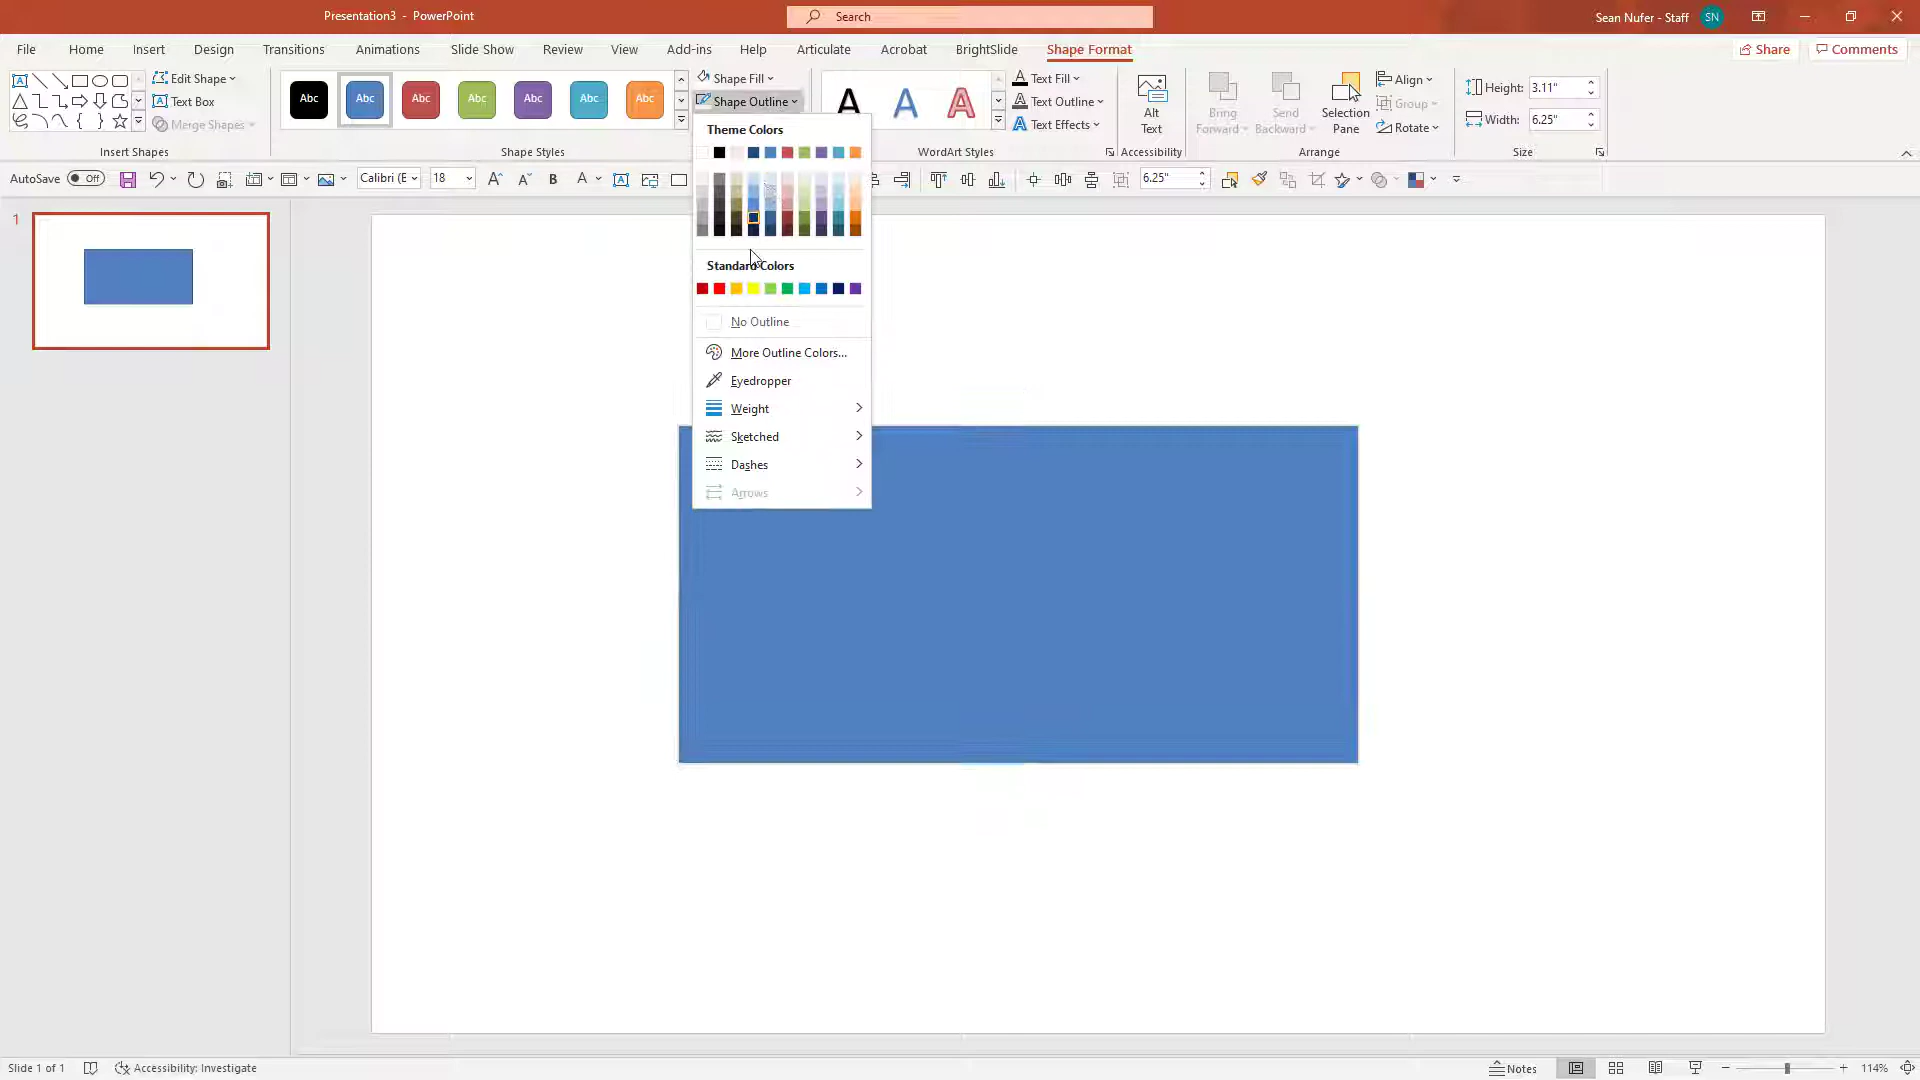 Presentation3 - PowerPoint
Search
Sean Nufer - Staff
SN
File Home Insert Design Transitions Animations Slide Show Review View Add-ins Help Articulate Acrobat BrightSlide Shape Format
Share
Comments
Edit Shape
Text Box
Merge Shapes
Insert Shapes
Abc Abc Abc Abc Abc Abc Abc
Shape Styles
Shape Fill
Shape Outline
A A A
Text Fill
Text Outline
Text Effects
WordArt Styles
Alt
Text
Accessibility
Bring
Forward
Send
Backward
Selection
Pane
Align
Group
Rotate
Arrange
Height: 3.11"
Width: 6.25"
Size
AutoSave Off
Calibri (E 18 A A B A
6.25"
Theme Colors
Standard Colors
No Outline
More Outline Colors...
Eyedropper
Weight
Sketched
Dashes
Arrows
1
Slide 1 of 1
Accessibility: Investigate
Notes
114%